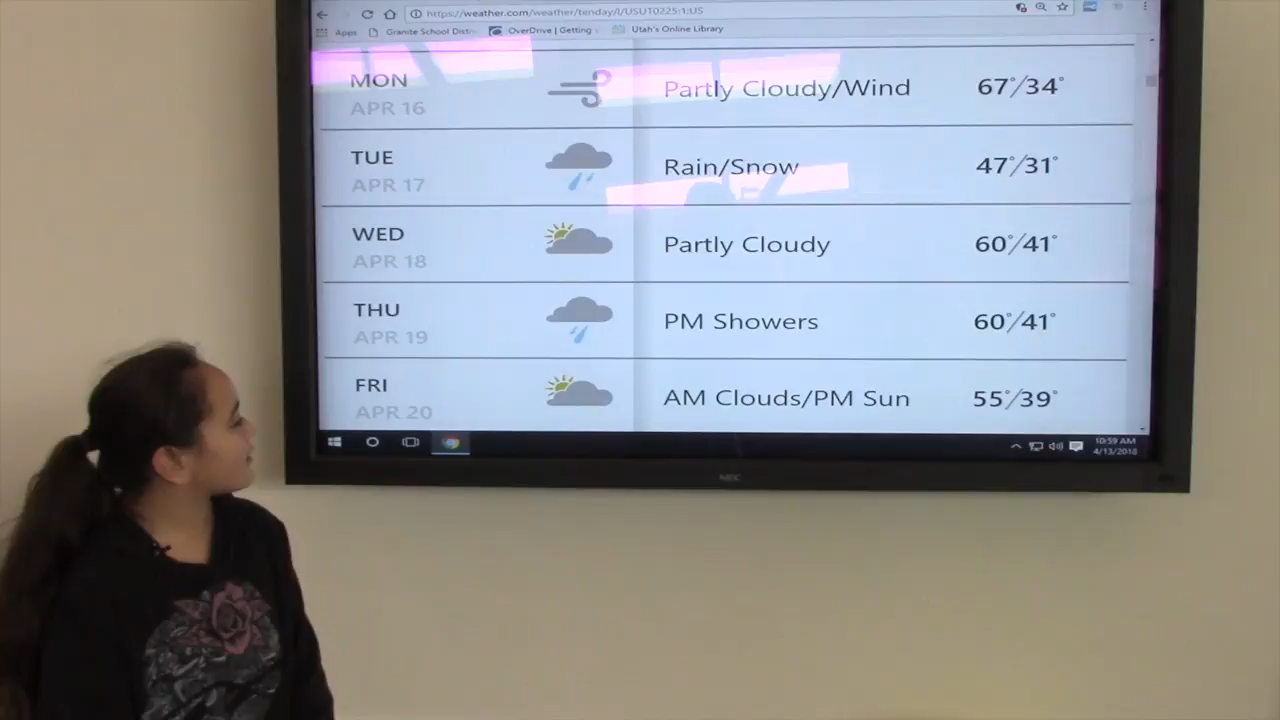 https://weather.com/weather/tenday/l/USUT0225:1:US
Apps Granite School Distri OverDrive | Getting Utah's Online Library
MON
APR 16
Partly Cloudy/Wind 67°/34°
TUE
APR 17
Rain/Snow 47°/31°
WED
APR 18
Partly Cloudy 60°/41°
THU
APR 19
PM Showers 60°/41°
FRI
APR 20
AM Clouds/PM Sun 55°/39°
10:59 AM
4/13/2018
NEC